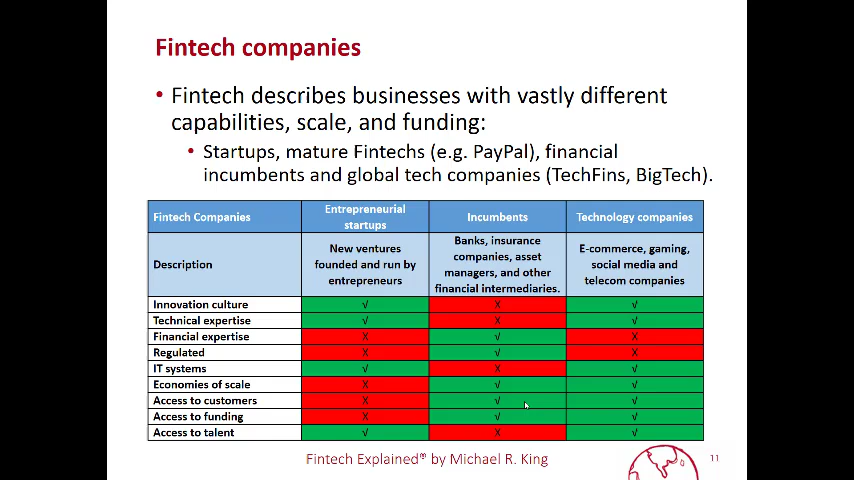 Fintech companies
• Fintech describes businesses with vastly different
capabilities, scale, and funding:
• Startups, mature Fintechs (e.g. PayPal), financial
incumbents and global tech companies (TechFins, BigTech).
Fintech Companies Entrepreneurial startups Incumbents Technology companies
Description New ventures founded and run by entrepreneurs Banks, insurance companies, asset managers, and other financial intermediaries. E-commerce, gaming, social media and telecom companies
Innovation culture √ X √
Technical expertise √ X √
Financial expertise X √ X
Regulated X √ X
IT systems √ X √
Economies of scale X √ √
Access to customers X √ √
Access to funding X √ √
Access to talent √ X √
Fintech Explained® by Michael R. King
11